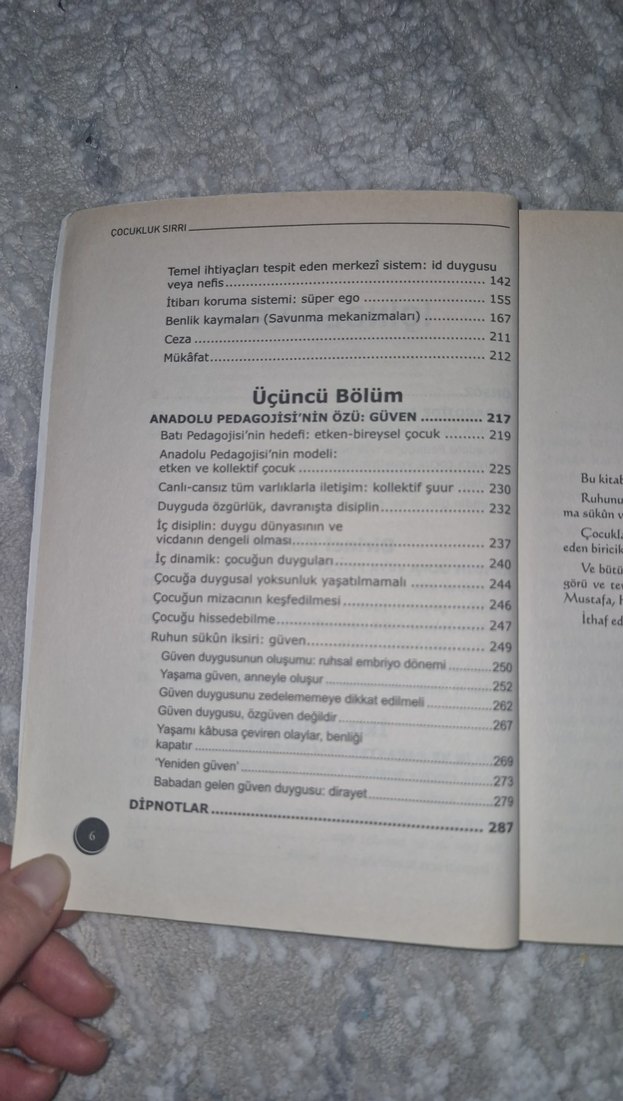 ÇOCUKLUK SIRRI
Temel ihtiyaçları tespit eden merkezî sistem: id duygusu
veya nefis........................................................ 142
İtibarı koruma sistemi: süper ego ........................... 155
Benlik kaymaları (Savunma mekanizmaları) ............. 167
Ceza ................................................................ 211
Mükâfat............................................................ 212
Üçüncü Bölüm
ANADOLU PEDAGOJİSİ'NİN ÖZÜ: GÜVEN .............. 217
Batı Pedagojisi'nin hedefi: etken-bireysel çocuk ......... 219
Anadolu Pedagojisi'nin modeli:
etken ve kollektif çocuk ........................................ 225
Canlı-cansız tüm varlıklarla iletişim: kollektif şuur ...... 230
Duyguda özgürlük, davranışta disiplin....................... 232
İç disiplin: duygu dünyasının ve
vicdanın dengeli olması.......................................... 237
İç dinamik: çocuğun duyguları................................. 240
Çocuğa duygusal yoksunluk yaşatılmamalı ................ 244
Çocuğun mizacının keşfedilmesi .............................. 246
Çocuğu hissedebilme............................................. 247
Ruhun sükûn iksiri: güven...................................... 249
Güven duygusunun oluşumu: ruhsal embriyo dönemi ........... 250
Yaşama güven, anneyle oluşur ........................................... 252
Güven duygusunu zedelememeye dikkat edilmeli ................. 262
Güven duygusu, özgüven değildir........................................ 267
Yaşamı kâbusa çeviren olaylar, benliği
kapatır ........................................................................... 269
'Yeniden güven' ............................................................... 273
Babadan gelen güven duygusu: dirayet................................ 279
DİPNOTLAR ............................................................ 287
6
Bu kitab
Ruhunu
ma sükûn v
Çocukla
eden biricik
Ve bütü
görü ve te
Mustafa, 
İthaf ed